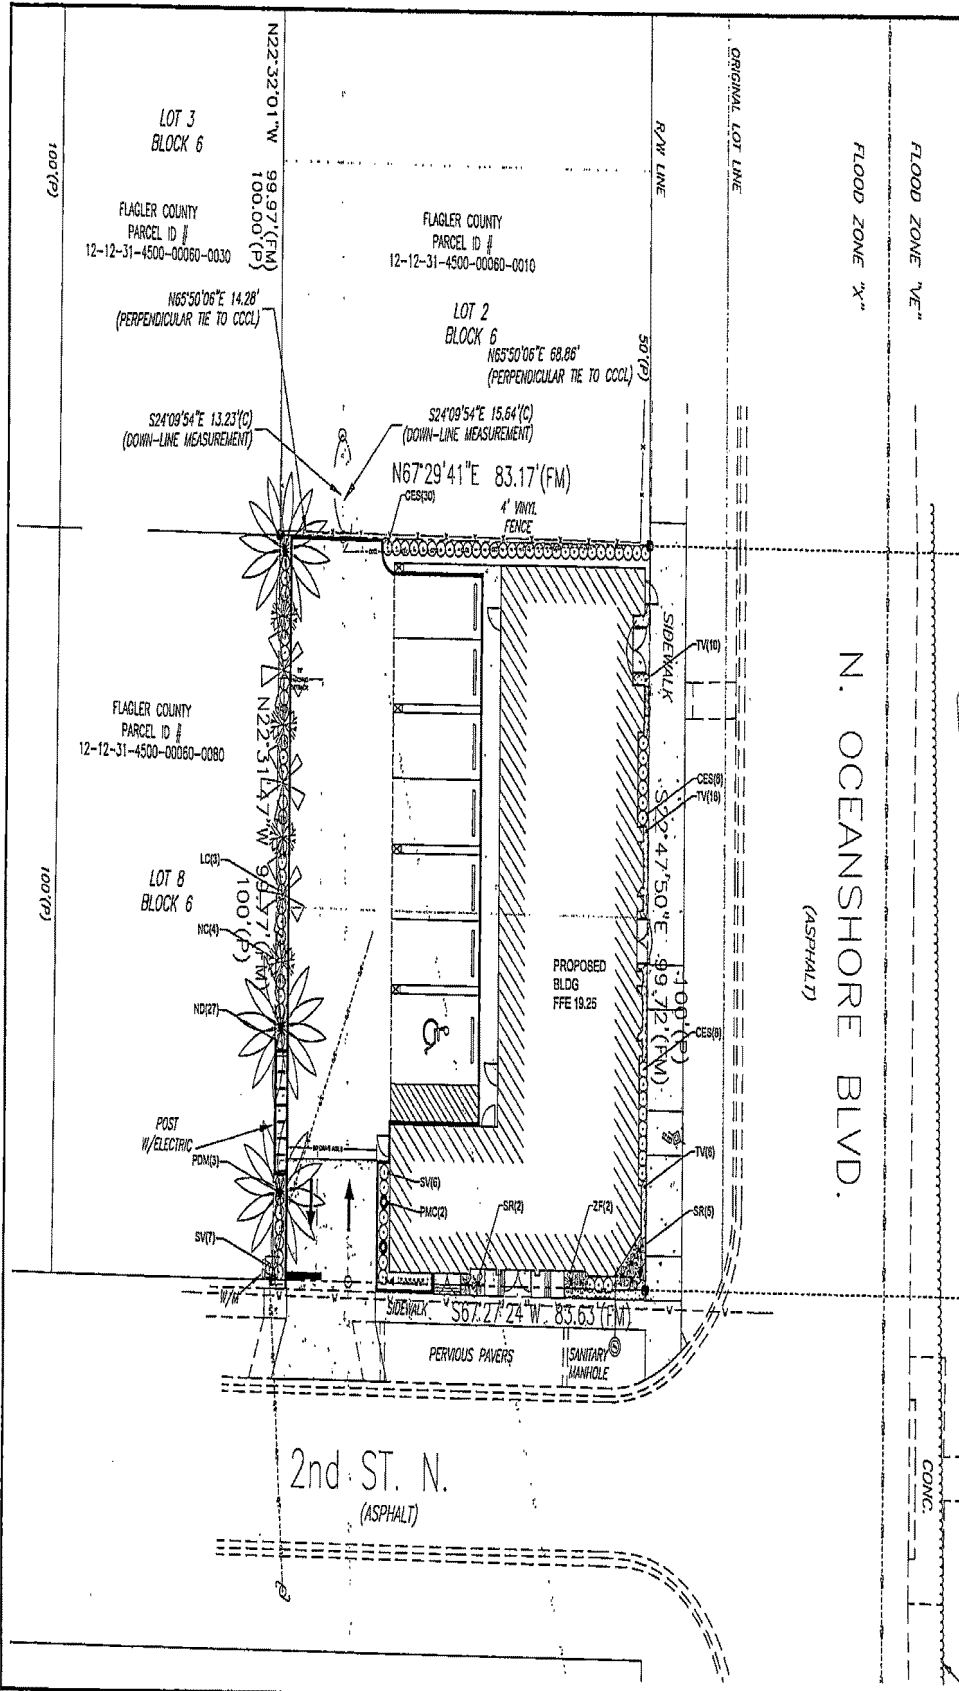 FLOOD ZONE "VE"
FLOOD ZONE "X"
ORIGINAL LOT LINE
R/W LINE
N22°32'01"W 99.97'(FM)
100.00'(P)
LOT 3
BLOCK 6
100'(P)
FLAGLER COUNTY
PARCEL ID #
12-12-31-4500-00060-0030
FLAGLER COUNTY
PARCEL ID #
12-12-31-4500-00060-0010
N65°50'06"E 14.28'
(PERPENDICULAR TIE TO CCCL)
LOT 2
BLOCK 6
N65°50'06"E 68.86'
(PERPENDICULAR TIE TO CCCL)
50'(P)
S24°09'54"E 13.23'(C)
(DOWN-LINE MEASUREMENT)
S24°09'54"E 15.64'(C)
(DOWN-LINE MEASUREMENT)
N67°29'41"E 83.17'(FM)
CES(30)
4' VINYL
FENCE
SIDEWALK
TV(10)
N. OCEANSHORE BLVD.
(ASPHALT)
FLAGLER COUNTY
PARCEL ID #
12-12-31-4500-00060-0080
N22°31'47"W 99.77'(FM)
100'(P)
CES(8)
TV(16)
S22°47'50"E 99.72'(FM)
100'(P)
LC(3)
LOT 8
BLOCK 6
100'(P)
NC(4)
PROPOSED
BLDG
FFE 19.25
ND(27)
CES(8)
POST
W/ELECTRIC
PDM(3)
TV(6)
SV(6)
PMC(2)
SR(2)
ZF(2)
SR(5)
SV(7)
W/M
SIDEWALK
S67°27'24"W 83.63'(FM)
PERVIOUS PAVERS
SANITARY
MANHOLE
2nd ST. N.
(ASPHALT)
CONC.